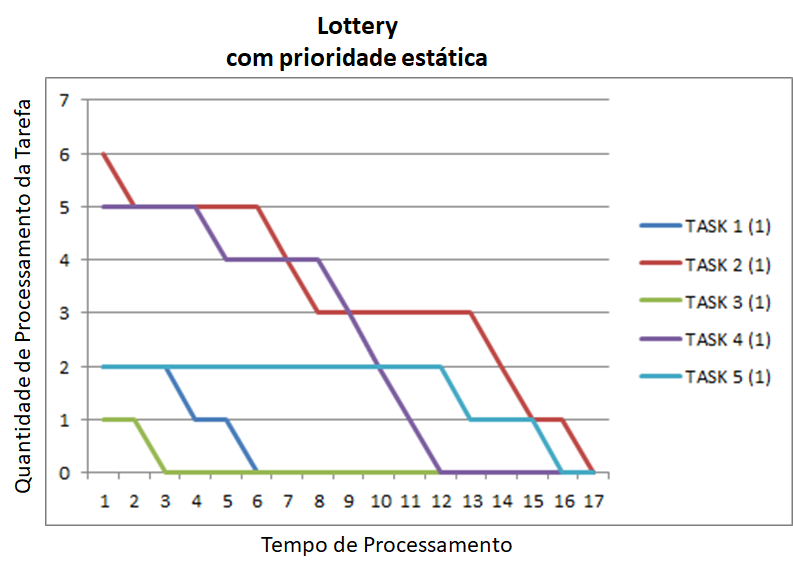 Lottery
com prioridade estática
Quantidade de Processamento da Tarefa
7
6
5
4
3
2
1
0
1 2 3 4 5 6 7 8 9 10 11 12 13 14 15 16 17
Tempo de Processamento
TASK 1 (1)
TASK 2 (1)
TASK 3 (1)
TASK 4 (1)
TASK 5 (1)